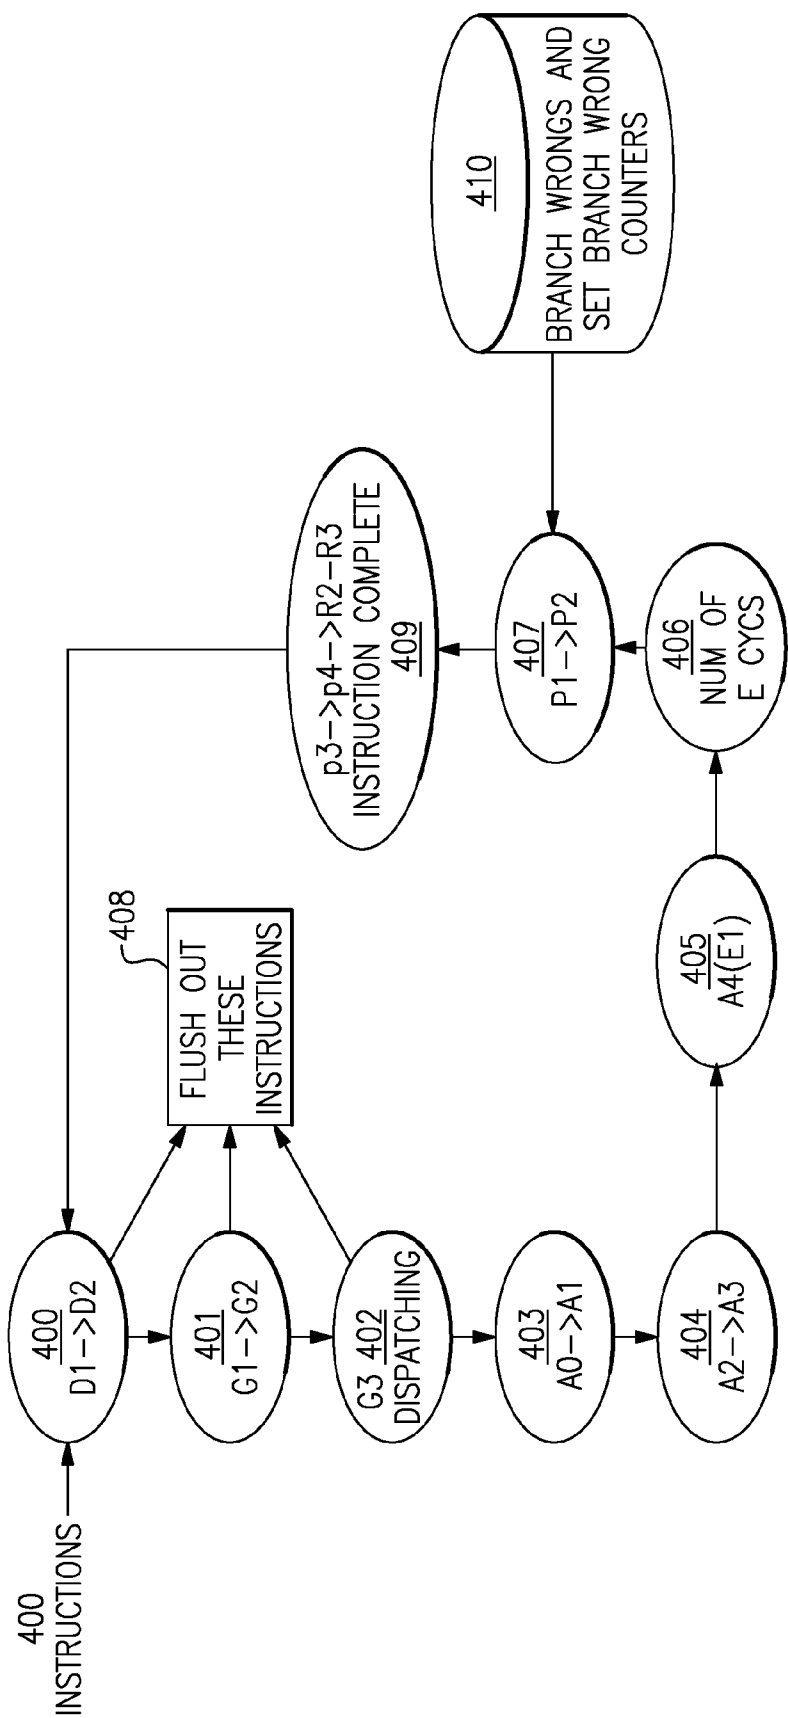 400
INSTRUCTIONS
400
D1->D2
401
G1->G2
G3 402
DISPATCHING
403
A0->A1
404
A2->A3
408
FLUSH OUT
THESE
INSTRUCTIONS
405
A4(E1)
406
NUM OF
E CYCS
407
P1->P2
p3->p4->R2-R3
INSTRUCTION COMPLETE
409
410
BRANCH WRONGS AND
SET BRANCH WRONG
COUNTERS